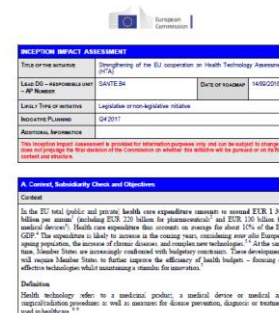 European
Commission
INCEPTION IMPACT ASSESSMENT
TITLE OF THE INITIATIVE
Strengthening of the EU cooperation on Health Technology Assessme
(HTA)
LEAD DG – RESPONSIBLE UNIT
– AP NUMBER
SANTE.B4
DATE OF ROADMAP
14/09/2016
LIKELY TYPE OF INITIATIVE
Legislative or non-legislative initiative
INDICATIVE PLANNING
Q4 2017
ADDITIONAL INFORMATION
This Inception Impact Assessment is provided for information purposes only and can be subject to change
does not prejudge the final decision of the Commission on whether this initiative will be pursued or on its fin
content and structure.
A. Context, Subsidiarity Check and Objectives
Context
In the EU total (public and private) health care expenditure amounts to around EUR 1
billion per annum (including EUR 220 billion for pharmaceuticals and EUR 100 billion f
medical devices). Health care expenditure thus accounts on average for about 10% of the E
GDP. The expenditure is likely to increase in the coming years, considering inter alia Europe's
ageing population, the increase of chronic diseases, and complex new technologies. At the sam
time, Member States are increasingly confronted with budgetary constraints. These developmen
will require Member States to further improve the efficiency of health budgets – focusing o
effective technologies whilst maintaining a stimulus for innovation.
Definition
Health technology refers to a medicinal product, a medical device or medical a
surgical/radiation procedures as well as measures for disease prevention, diagnosis or treatme
used in healthcare.